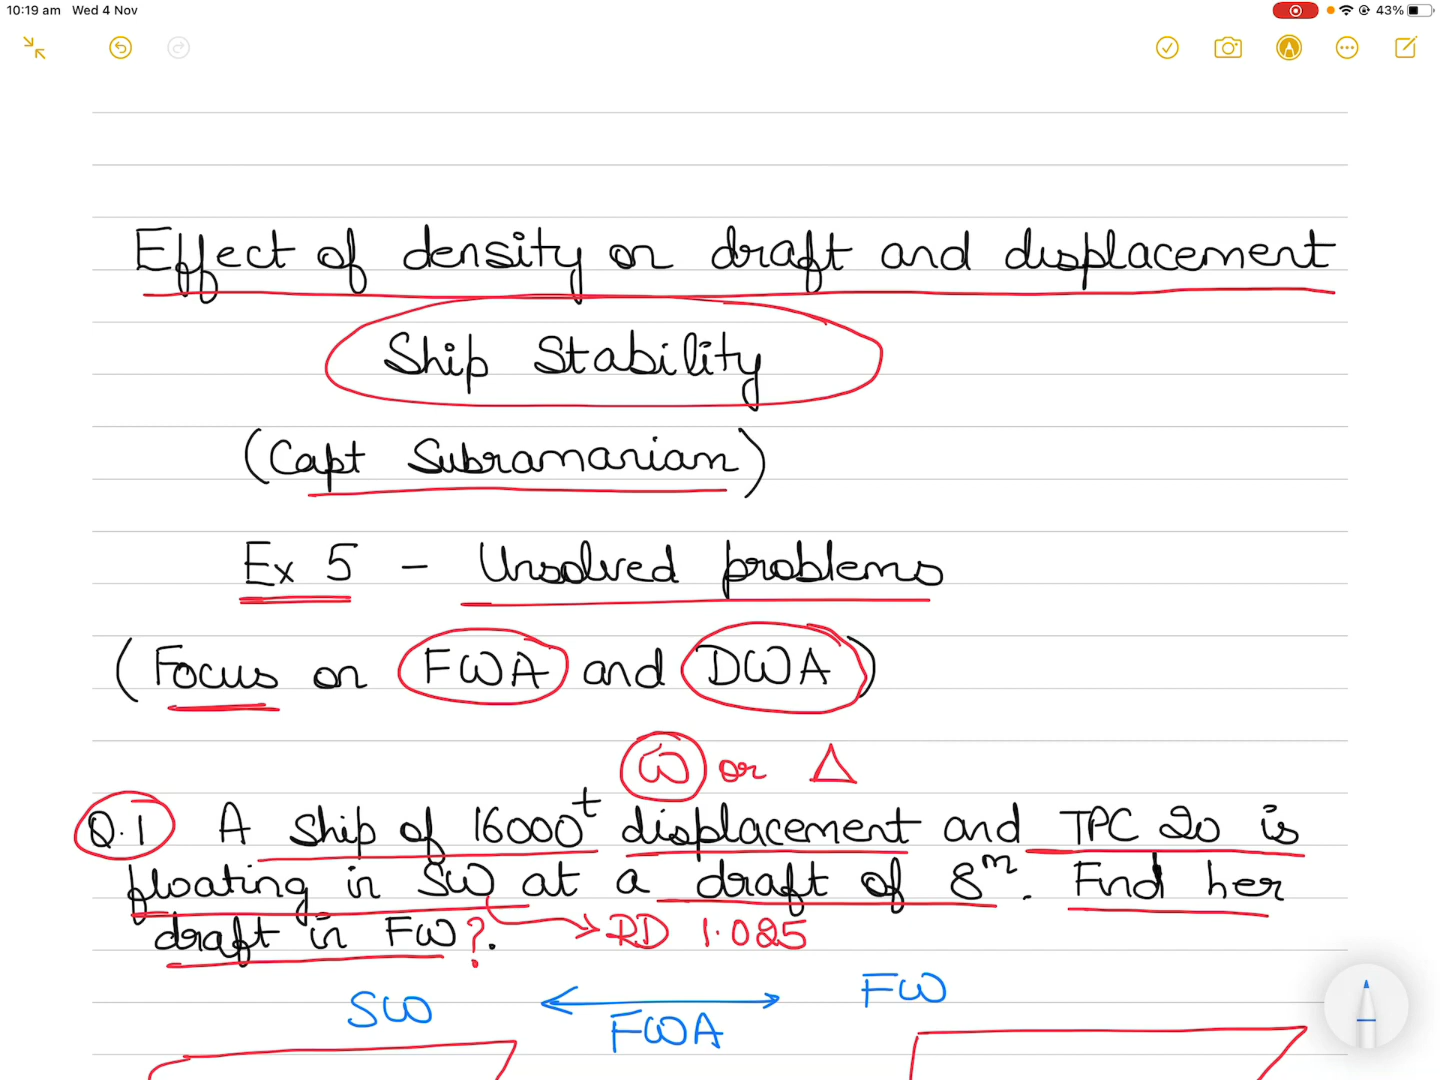 10:19 am Wed 4 Nov 43%
Effect of density on draft and displacement
Ship Stability
(Capt Subramaniam)
Ex 5 - Unsolved problems
(Focus on FWA and DWA)
W or Δ
Q.1 A ship of 16000t displacement and TPC 20 is
floating in SW at a draft of 8m. Find her
draft in FW?. RD 1.025
SW FWA FW